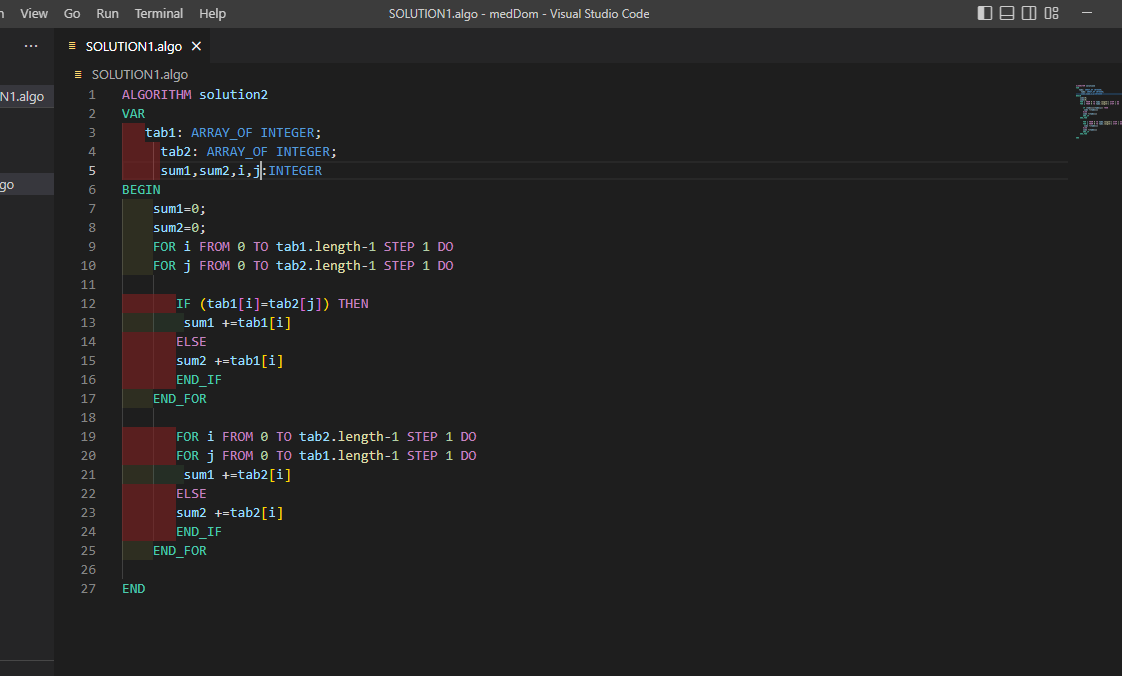 View Go Run Terminal Help SOLUTION1.algo - medDom - Visual Studio Code
SOLUTION1.algo
SOLUTION1.algo
N1.algo
go
1 ALGORITHM solution2
2 VAR
3 tab1: ARRAY_OF INTEGER;
4 tab2: ARRAY_OF INTEGER;
5 sum1,sum2,i,j:INTEGER
6 BEGIN
7 sum1=0;
8 sum2=0;
9 FOR i FROM 0 TO tab1.length-1 STEP 1 DO
10 FOR j FROM 0 TO tab2.length-1 STEP 1 DO
11
12 IF (tab1[i]=tab2[j]) THEN
13 sum1 +=tab1[i]
14 ELSE
15 sum2 +=tab1[i]
16 END_IF
17 END_FOR
18
19 FOR i FROM 0 TO tab2.length-1 STEP 1 DO
20 FOR j FROM 0 TO tab1.length-1 STEP 1 DO
21 sum1 +=tab2[i]
22 ELSE
23 sum2 +=tab2[i]
24 END_IF
25 END_FOR
26
27 END